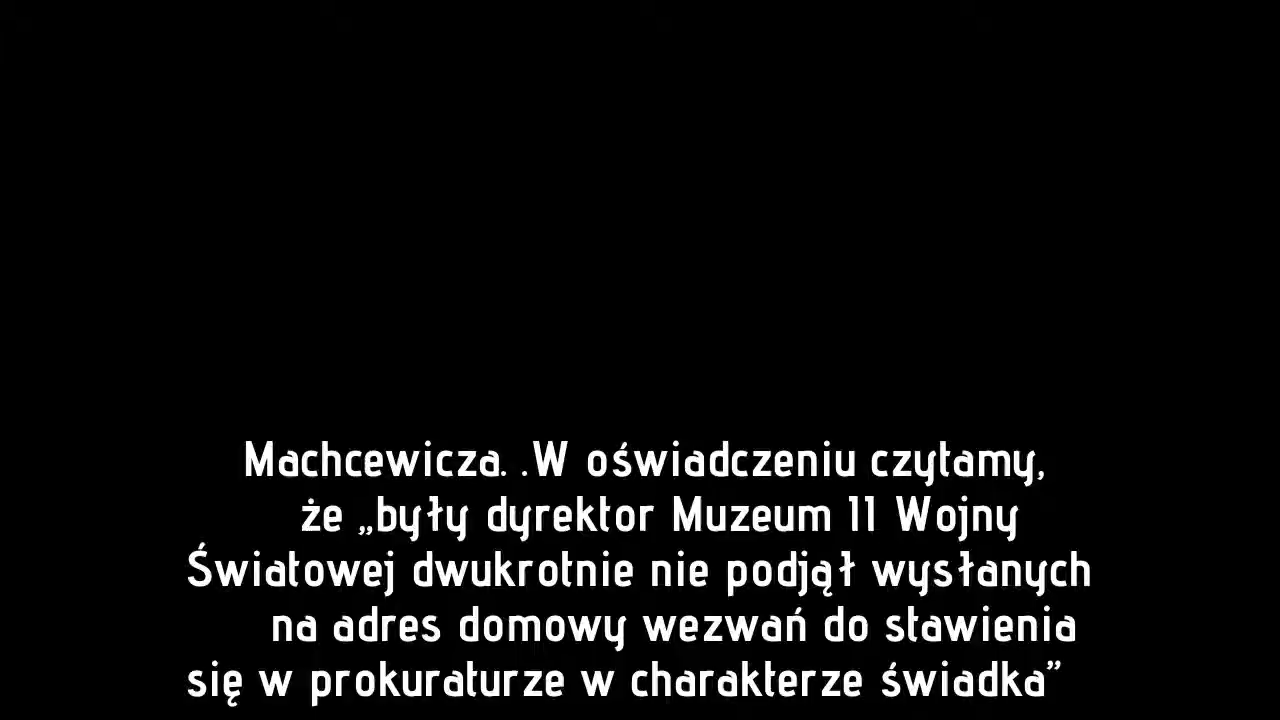 Machcewicza. .W oświadczeniu czytamy,
że „były dyrektor Muzeum II Wojny
Światowej dwukrotnie nie podjął wysłanych
na adres domowy wezwań do stawienia
się w prokuraturze w charakterze świadka”